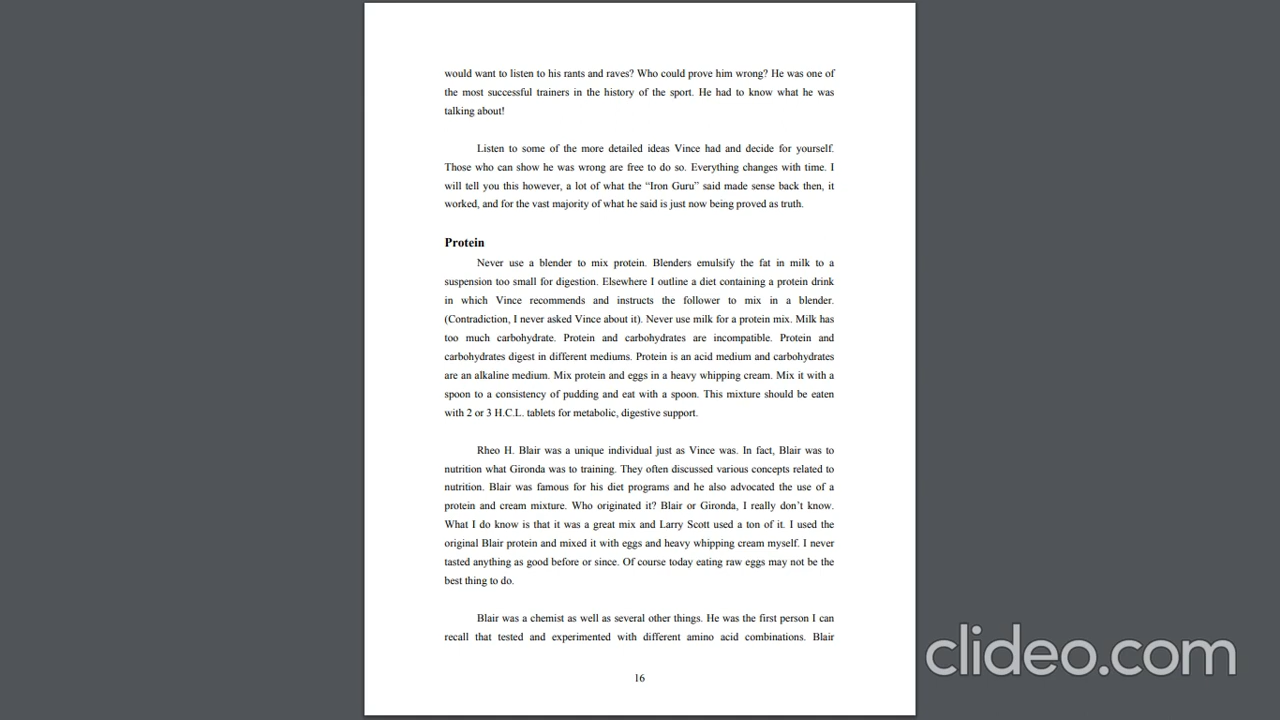 would want to listen to his rants and raves? Who could prove him wrong? He was one of
the most successful trainers in the history of the sport. He had to know what he was
talking about!
Listen to some of the more detailed ideas Vince had and decide for yourself.
Those who can show he was wrong are free to do so. Everything changes with time. I
will tell you this however, a lot of what the “Iron Guru” said made sense back then, it
worked, and for the vast majority of what he said is just now being proved as truth.
Protein
Never use a blender to mix protein. Blenders emulsify the fat in milk to a
suspension too small for digestion. Elsewhere I outline a diet containing a protein drink
in which Vince recommends and instructs the follower to mix in a blender.
(Contradiction, I never asked Vince about it). Never use milk for a protein mix. Milk has
too much carbohydrate. Protein and carbohydrates are incompatible. Protein and
carbohydrates digest in different mediums. Protein is an acid medium and carbohydrates
are an alkaline medium. Mix protein and eggs in a heavy whipping cream. Mix it with a
spoon to a consistency of pudding and eat with a spoon. This mixture should be eaten
with 2 or 3 H.C.L. tablets for metabolic, digestive support.
Rheo H. Blair was a unique individual just as Vince was. In fact, Blair was to
nutrition what Gironda was to training. They often discussed various concepts related to
nutrition. Blair was famous for his diet programs and he also advocated the use of a
protein and cream mixture. Who originated it? Blair or Gironda, I really don’t know.
What I do know is that it was a great mix and Larry Scott used a ton of it. I used the
original Blair protein and mixed it with eggs and heavy whipping cream myself. I never
tasted anything as good before or since. Of course today eating raw eggs may not be the
best thing to do.
Blair was a chemist as well as several other things. He was the first person I can
recall that tested and experimented with different amino acid combinations. Blair
16
clideo.com